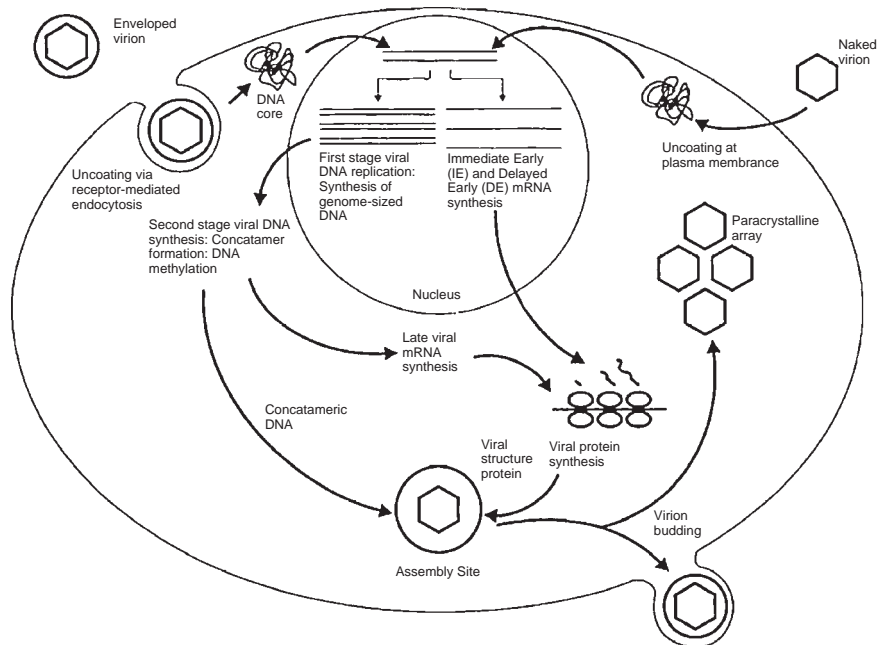 Enveloped
virion
Naked
virion
DNA
core
Uncoating at
plasma membrance
Uncoating via
receptor-mediated
endocytosis
First stage viral
DNA replication:
Synthesis of
genome-sized
DNA
Immediate Early
(IE) and Delayed
Early (DE) mRNA
synthesis
Second stage viral DNA
synthesis: Concatamer
formation: DNA
methylation
Paracrystalline
array
Nucleus
Late viral
mRNA
synthesis
Concatameric
DNA
Viral
structure
protein
Viral protein
synthesis
Virion
budding
Assembly Site